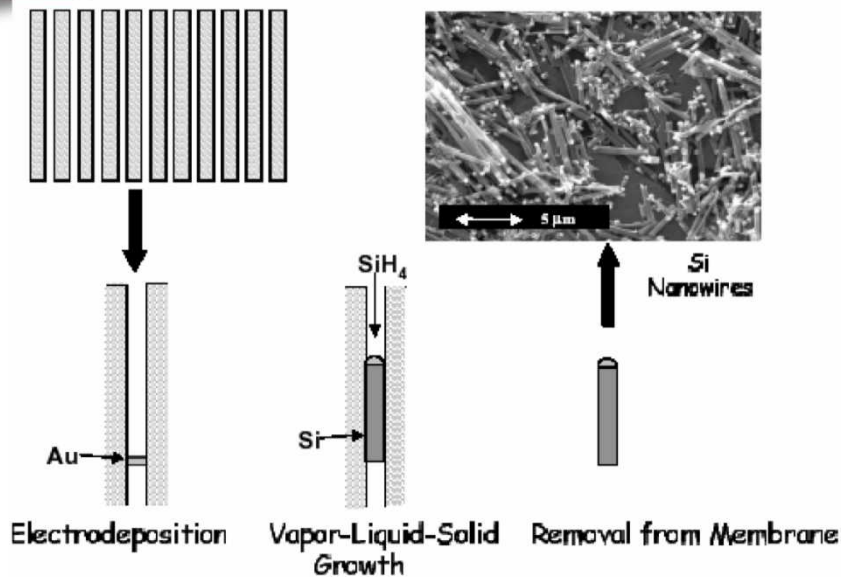 5 μm
SiH4
Si
Nanowires
Au
Si
Electrodeposition
Vapor-Liquid-Solid
Growth
Removal from Membrane